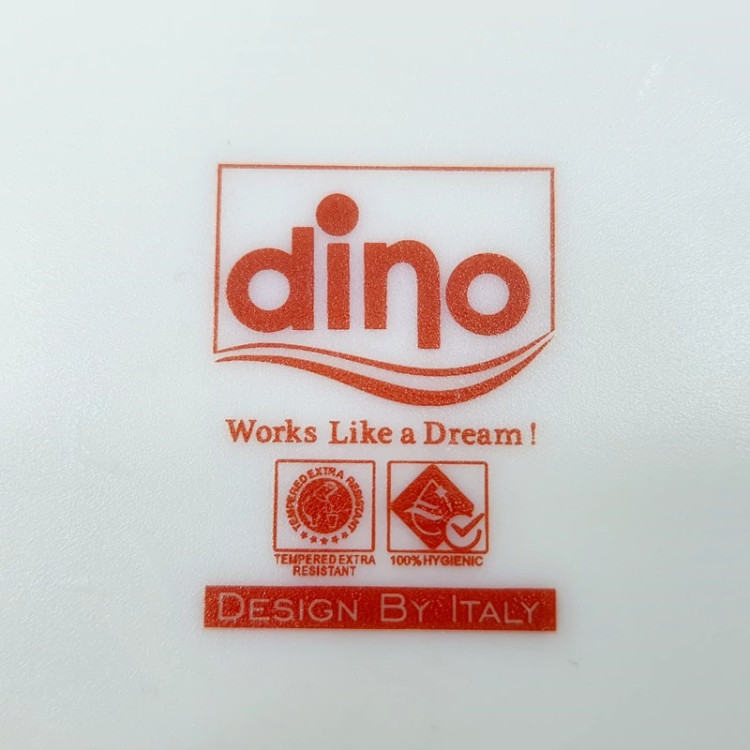 dino
Works Like a Dream !
TEMPERED EXTRA RESISTANT
TEMPERED EXTRA
RESISTANT
100% HYGIENIC
DESIGN BY ITALY